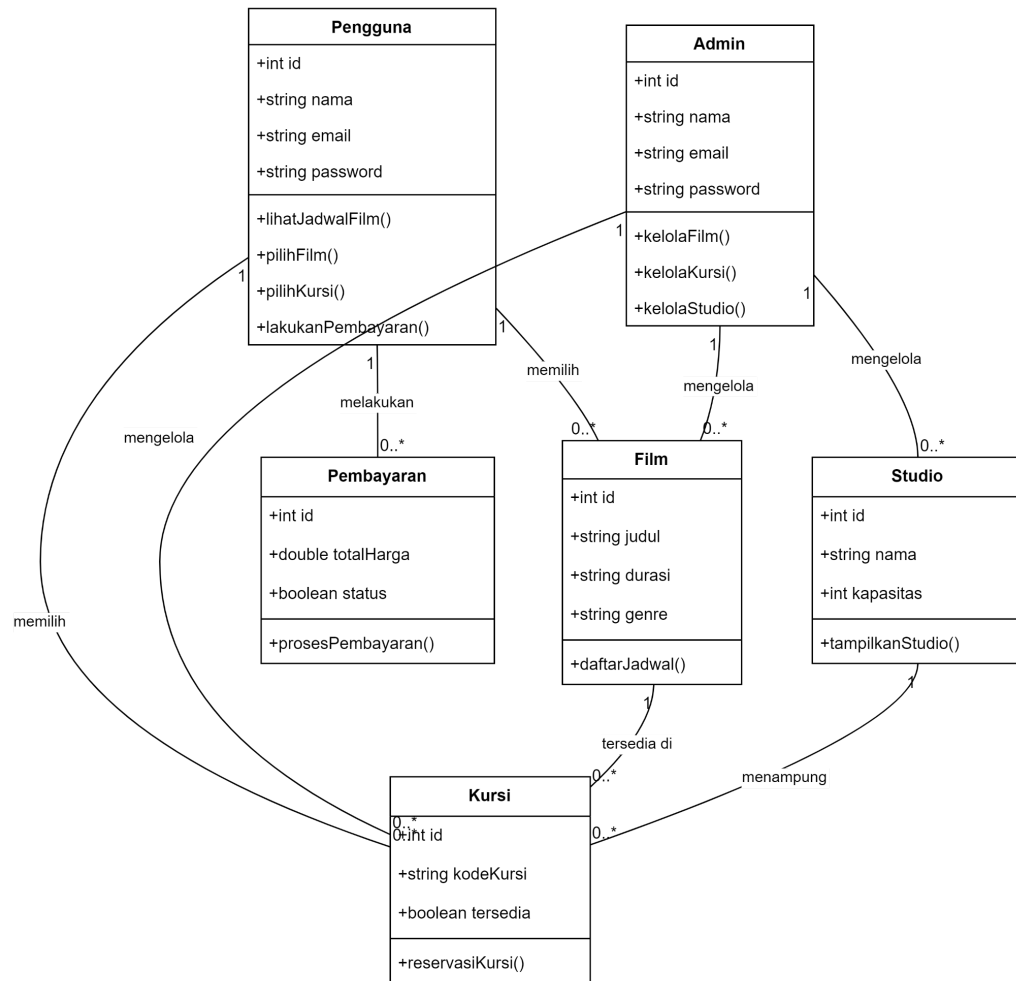 Pengguna
+int id
+string nama
+string email
+string password
+lihatJadwalFilm()
+pilihFilm()
+pilihKursi()
+lakukanPembayaran()
Admin
+int id
+string nama
+string email
+string password
+kelolaFilm()
+kelolaKursi()
+kelolaStudio()
1
1
1
1
1
1
memilih
mengelola
melakukan
memilih
mengelola
mengelola
0..*
0..*
0..*
0..*
Pembayaran
+int id
+double totalHarga
+boolean status
+prosesPembayaran()
Film
+int id
+string judul
+string durasi
+string genre
+daftarJadwal()
Studio
+int id
+string nama
+int kapasitas
+tampilkanStudio()
1
1
tersedia di
menampung
0..*
0..*
0..*
0..*
Kursi
+int id
+string kodeKursi
+boolean tersedia
+reservasiKursi()